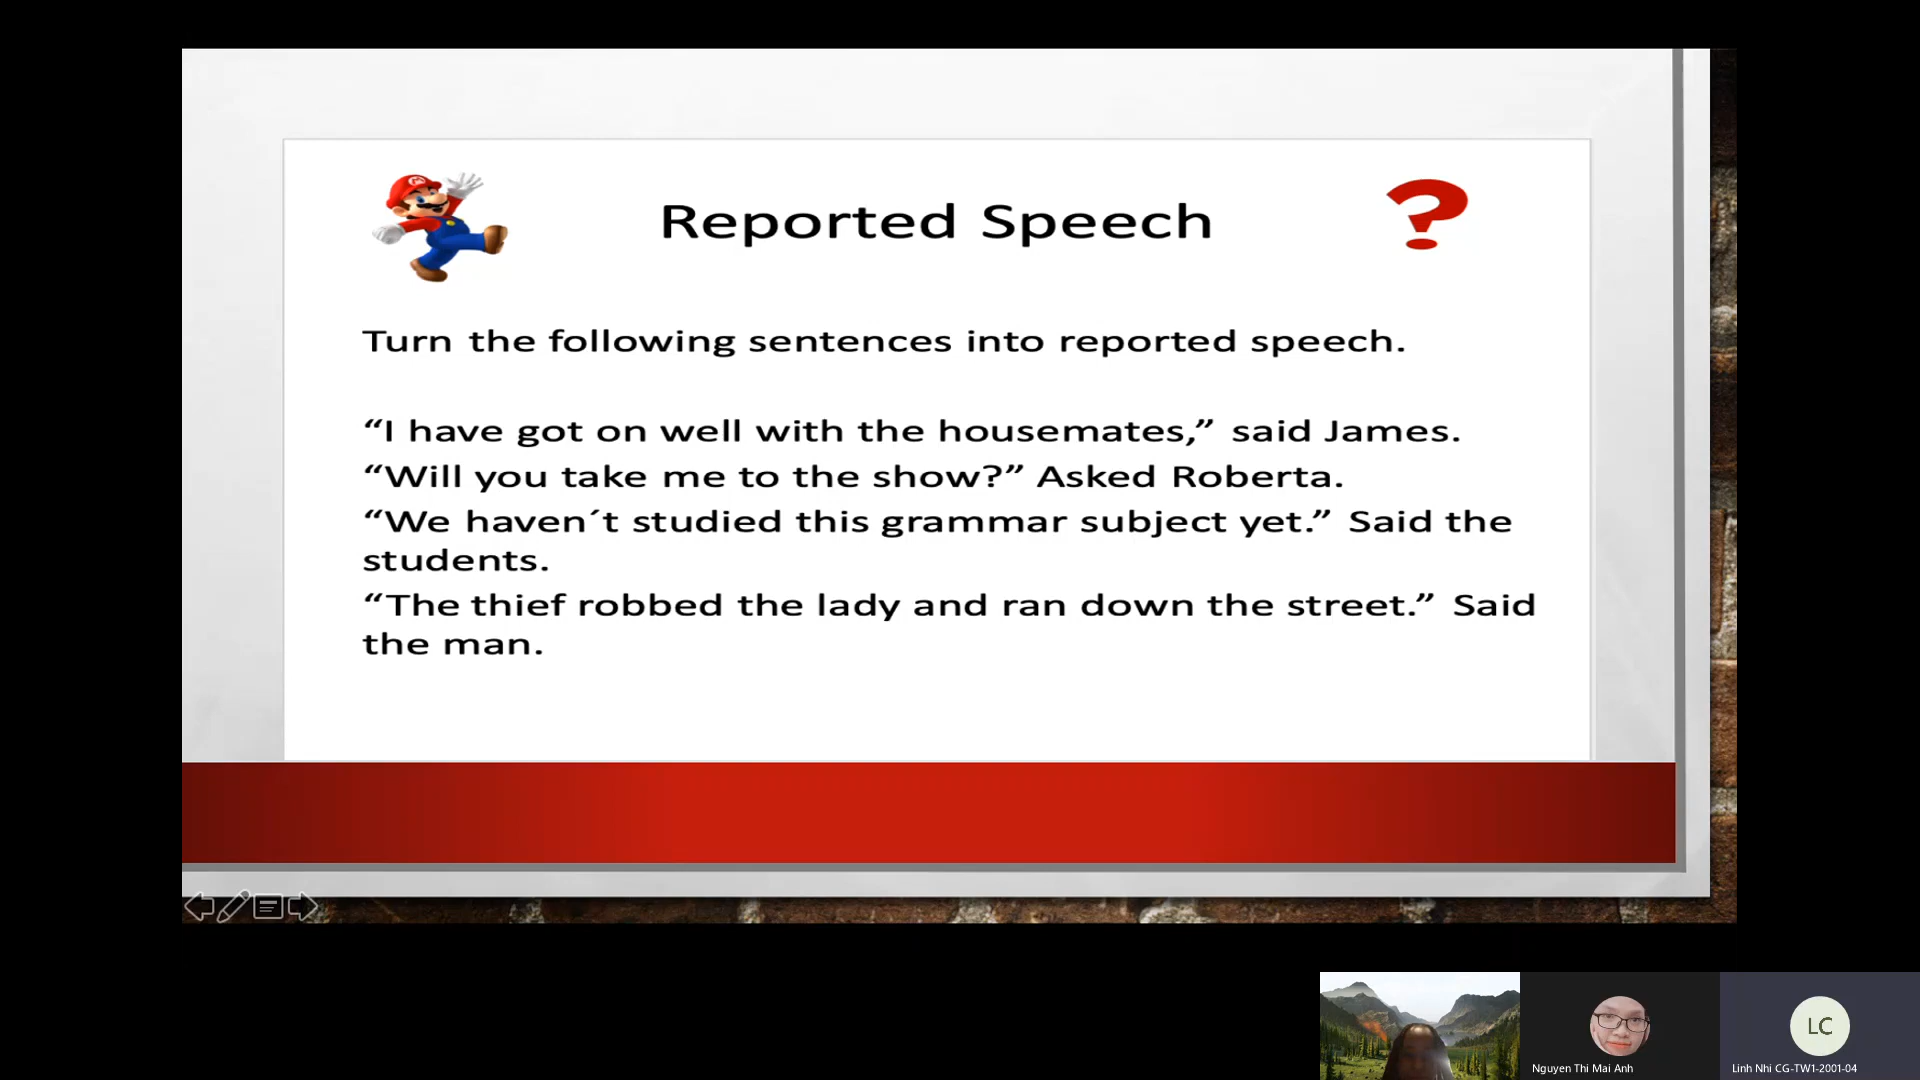 Reported Speech
Turn the following sentences into reported speech.
“I have got on well with the housemates,” said James.
“Will you take me to the show?” Asked Roberta.
“We haven´t studied this grammar subject yet.” Said the
students.
“The thief robbed the lady and ran down the street.” Said
the man.
LC
Nguyen Thi Mai Anh
Linh Nhi CG-TW1-2001-04